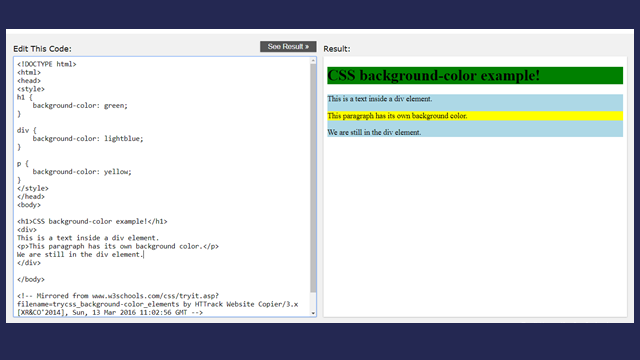 Edit This Code:
See Result »
Result:
<!DOCTYPE html>
<html>
<head>
<style>
h1 {
    background-color: green;
}
div {
    background-color: lightblue;
}
p {
    background-color: yellow;
}
</style>
</head>
<body>
<h1>CSS background-color example!</h1>
<div>
This is a text inside a div element.
<p>This paragraph has its own background color.</p>
We are still in the div element.
</div>
</body>
<!-- Mirrored from www.w3schools.com/css/tryit.asp?
filename=trycss_background-color_elements by HTTrack Website Copier/3.x
[XR&CO'2014], Sun, 13 Mar 2016 11:02:56 GMT -->
CSS background-color example!
This is a text inside a div element.
This paragraph has its own background color.
We are still in the div element.